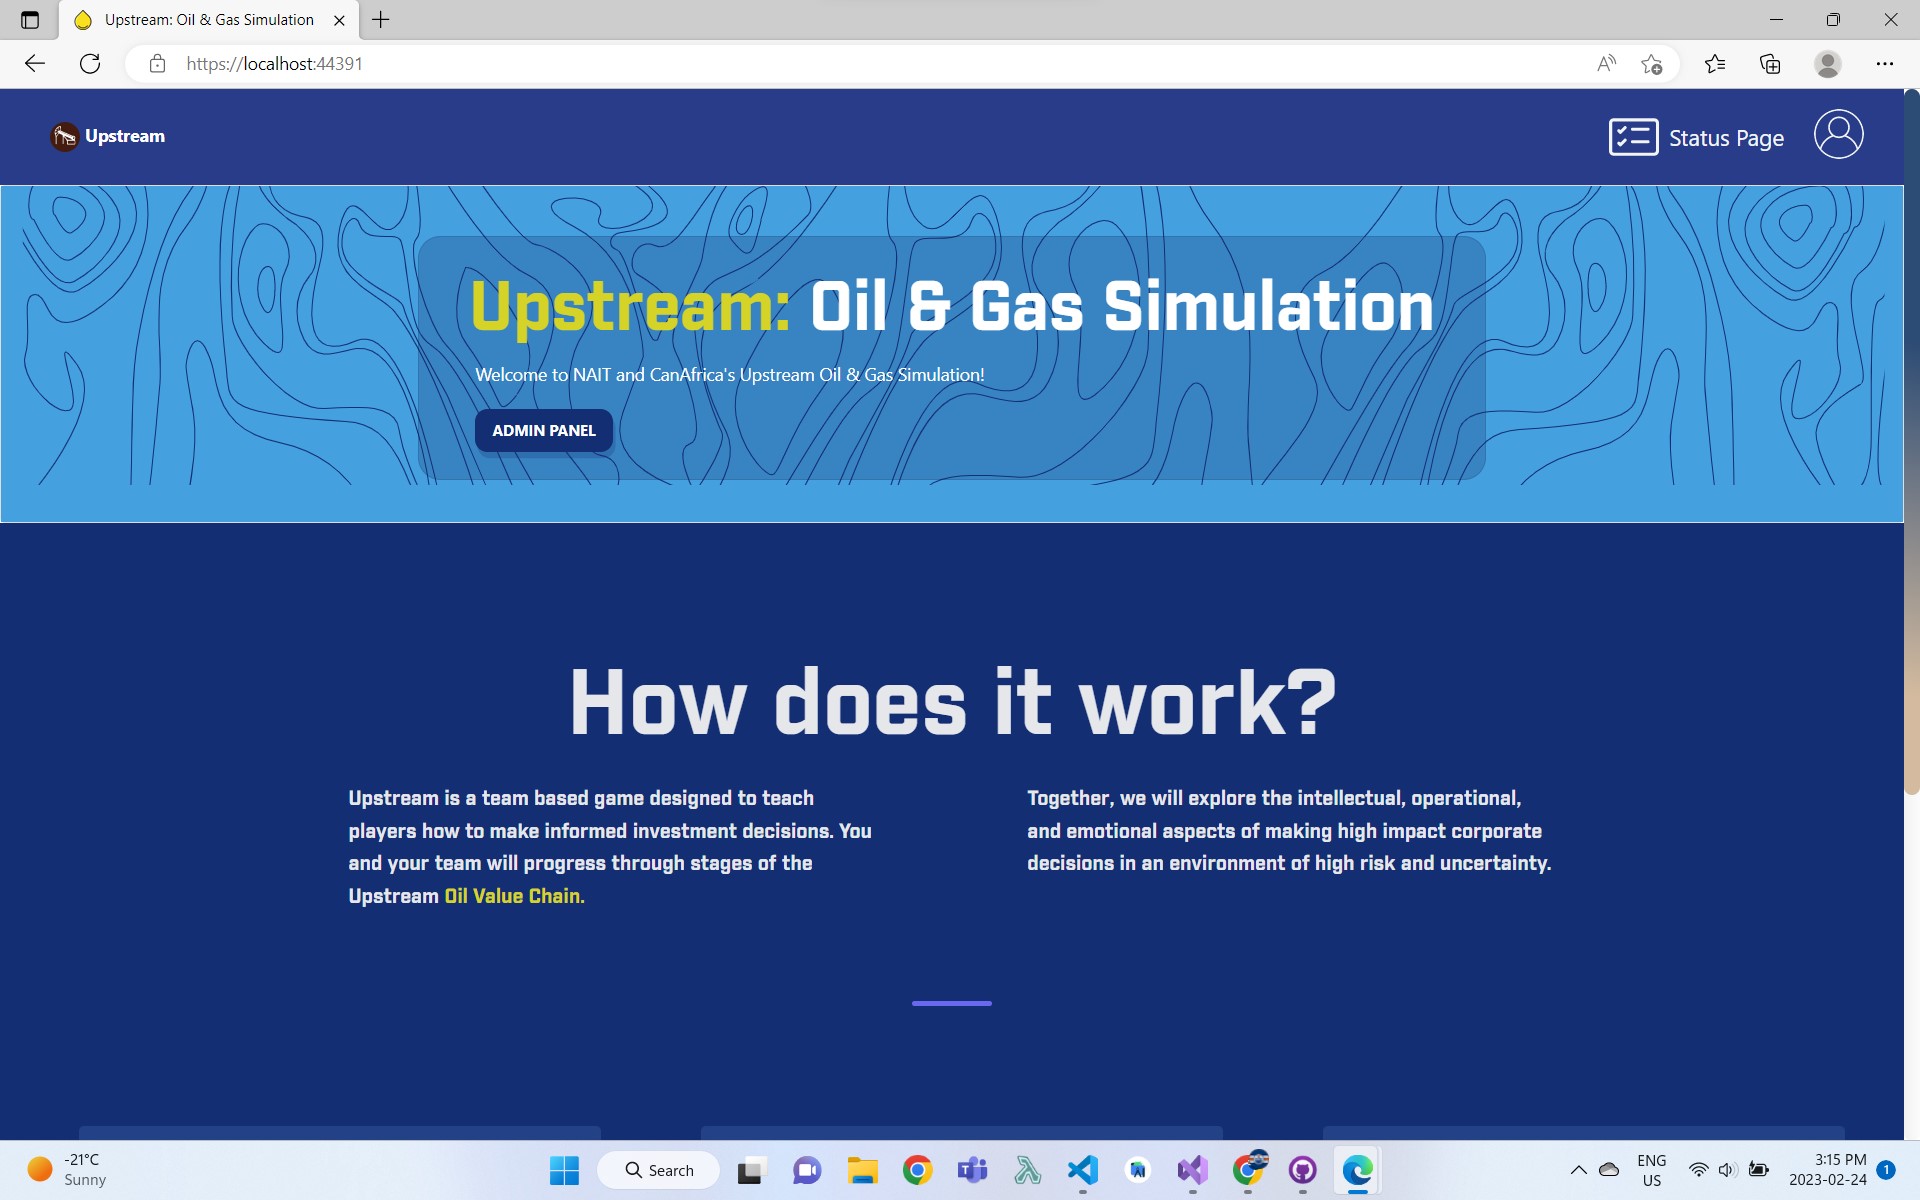 Upstream: Oil & Gas Simulation
https://localhost:44391
Upstream
Status Page
Upstream: Oil & Gas Simulation
Welcome to NAIT and CanAfrica's Upstream Oil & Gas Simulation!
ADMIN PANEL
How does it work?
Upstream is a team based game designed to teach
players how to make informed investment decisions. You
and your team will progress through stages of the
Upstream Oil Value Chain.
Together, we will explore the intellectual, operational,
and emotional aspects of making high impact corporate
decisions in an environment of high risk and uncertainty.
-21°C
Sunny
Search
ENG
US
3:15 PM
2023-02-24
1